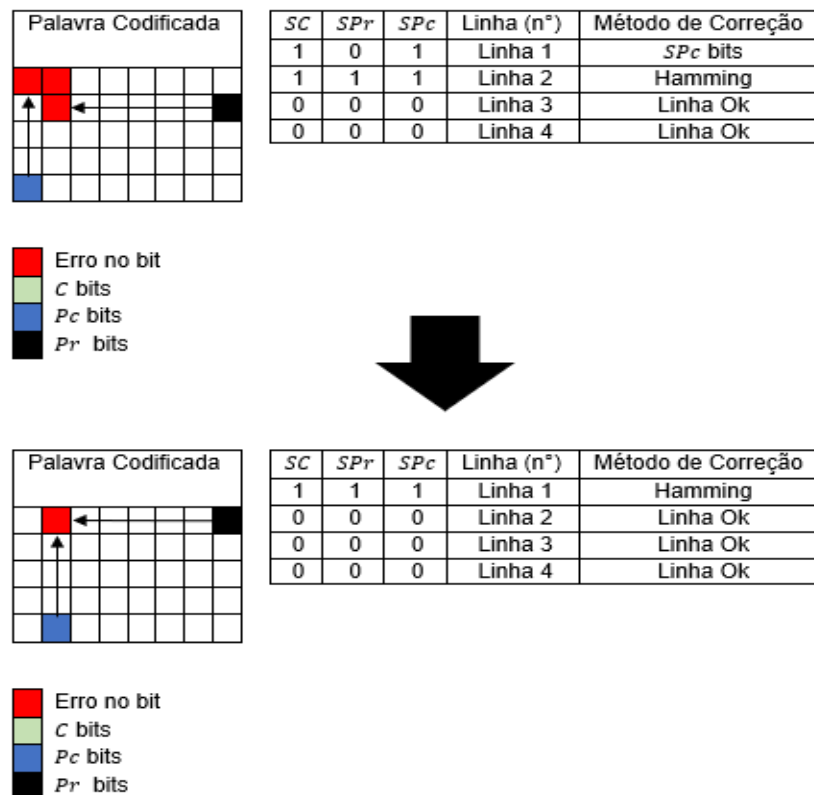 Palavra Codificada
SC SPr SPc Linha (n°) Método de Correção
1 0 1 Linha 1 SPc bits
1 1 1 Linha 2 Hamming
0 0 0 Linha 3 Linha Ok
0 0 0 Linha 4 Linha Ok
Erro no bit
C bits
Pc bits
Pr bits
Palavra Codificada
SC SPr SPc Linha (n°) Método de Correção
1 1 1 Linha 1 Hamming
0 0 0 Linha 2 Linha Ok
0 0 0 Linha 3 Linha Ok
0 0 0 Linha 4 Linha Ok
Erro no bit
C bits
Pc bits
Pr bits